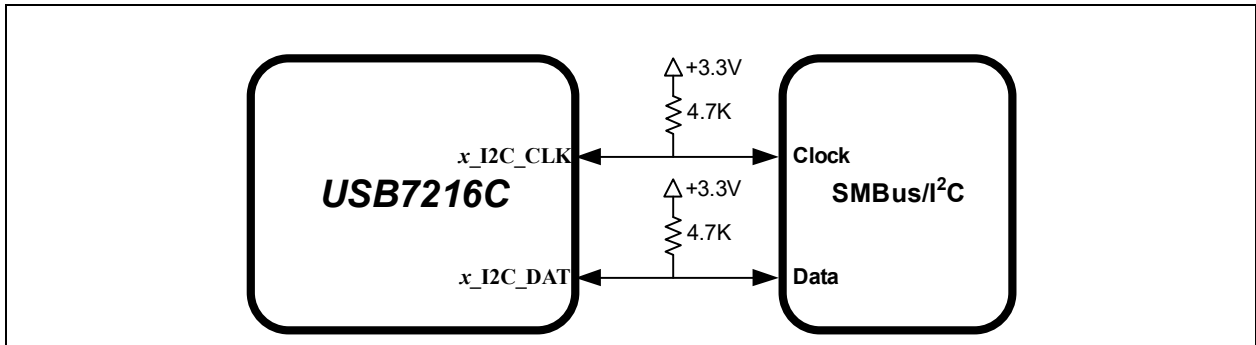 +3.3V
4.7K
x_I2C_CLK
Clock
USB7216C
+3.3V
SMBus/I²C
4.7K
x_I2C_DAT
Data